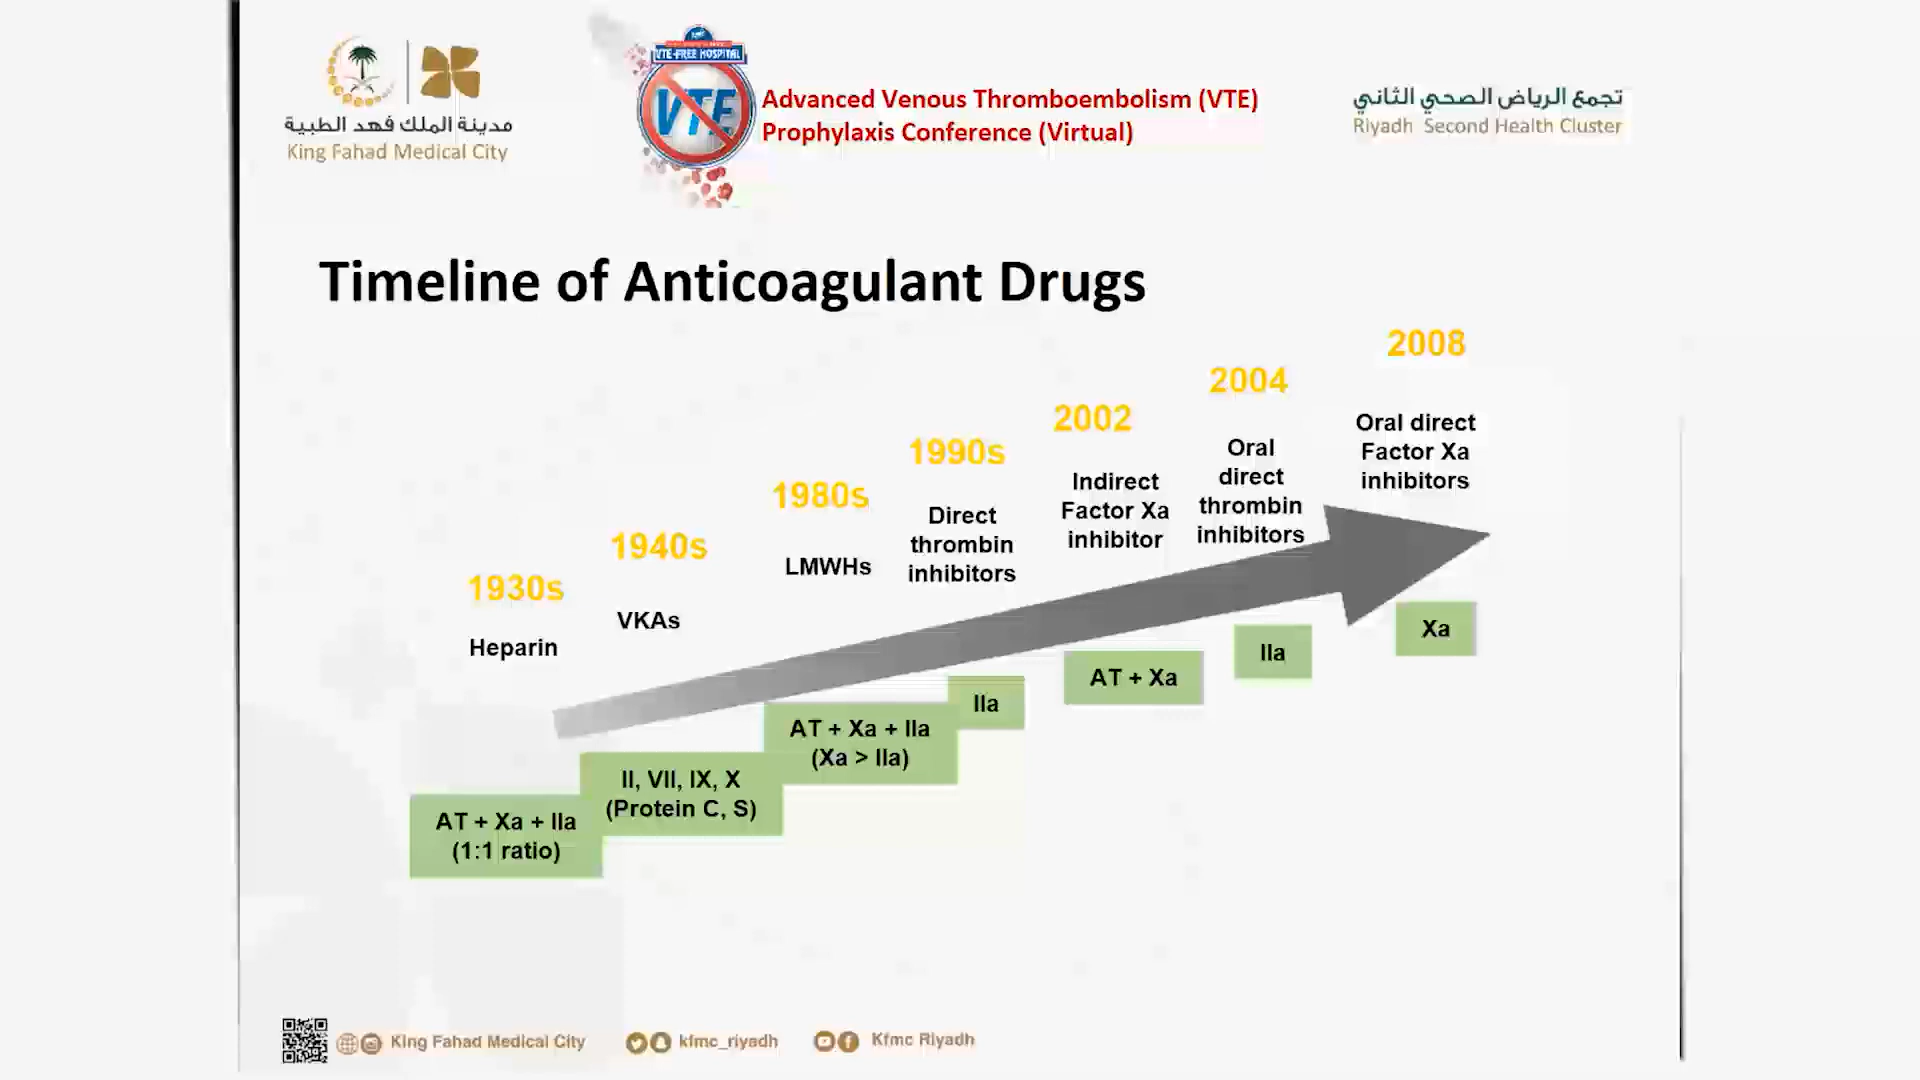 مدينة الملك فهد الطبية
King Fahad Medical City
VTE-FREE HOSPITAL
VTE
Advanced Venous Thromboembolism (VTE)
Prophylaxis Conference (Virtual)
تجمع الرياض الصحي الثاني
Riyadh Second Health Cluster
Timeline of Anticoagulant Drugs
1930s
Heparin
AT + Xa + IIa
(1:1 ratio)
1940s
VKAs
II, VII, IX, X
(Protein C, S)
1980s
LMWHs
AT + Xa + IIa
(Xa > IIa)
1990s
Direct
thrombin
inhibitors
IIa
2002
Indirect
Factor Xa
inhibitor
AT + Xa
2004
Oral
direct
thrombin
inhibitors
IIa
2008
Oral direct
Factor Xa
inhibitors
Xa
King Fahad Medical City
kfmc_riyadh
Kfmc Riyadh